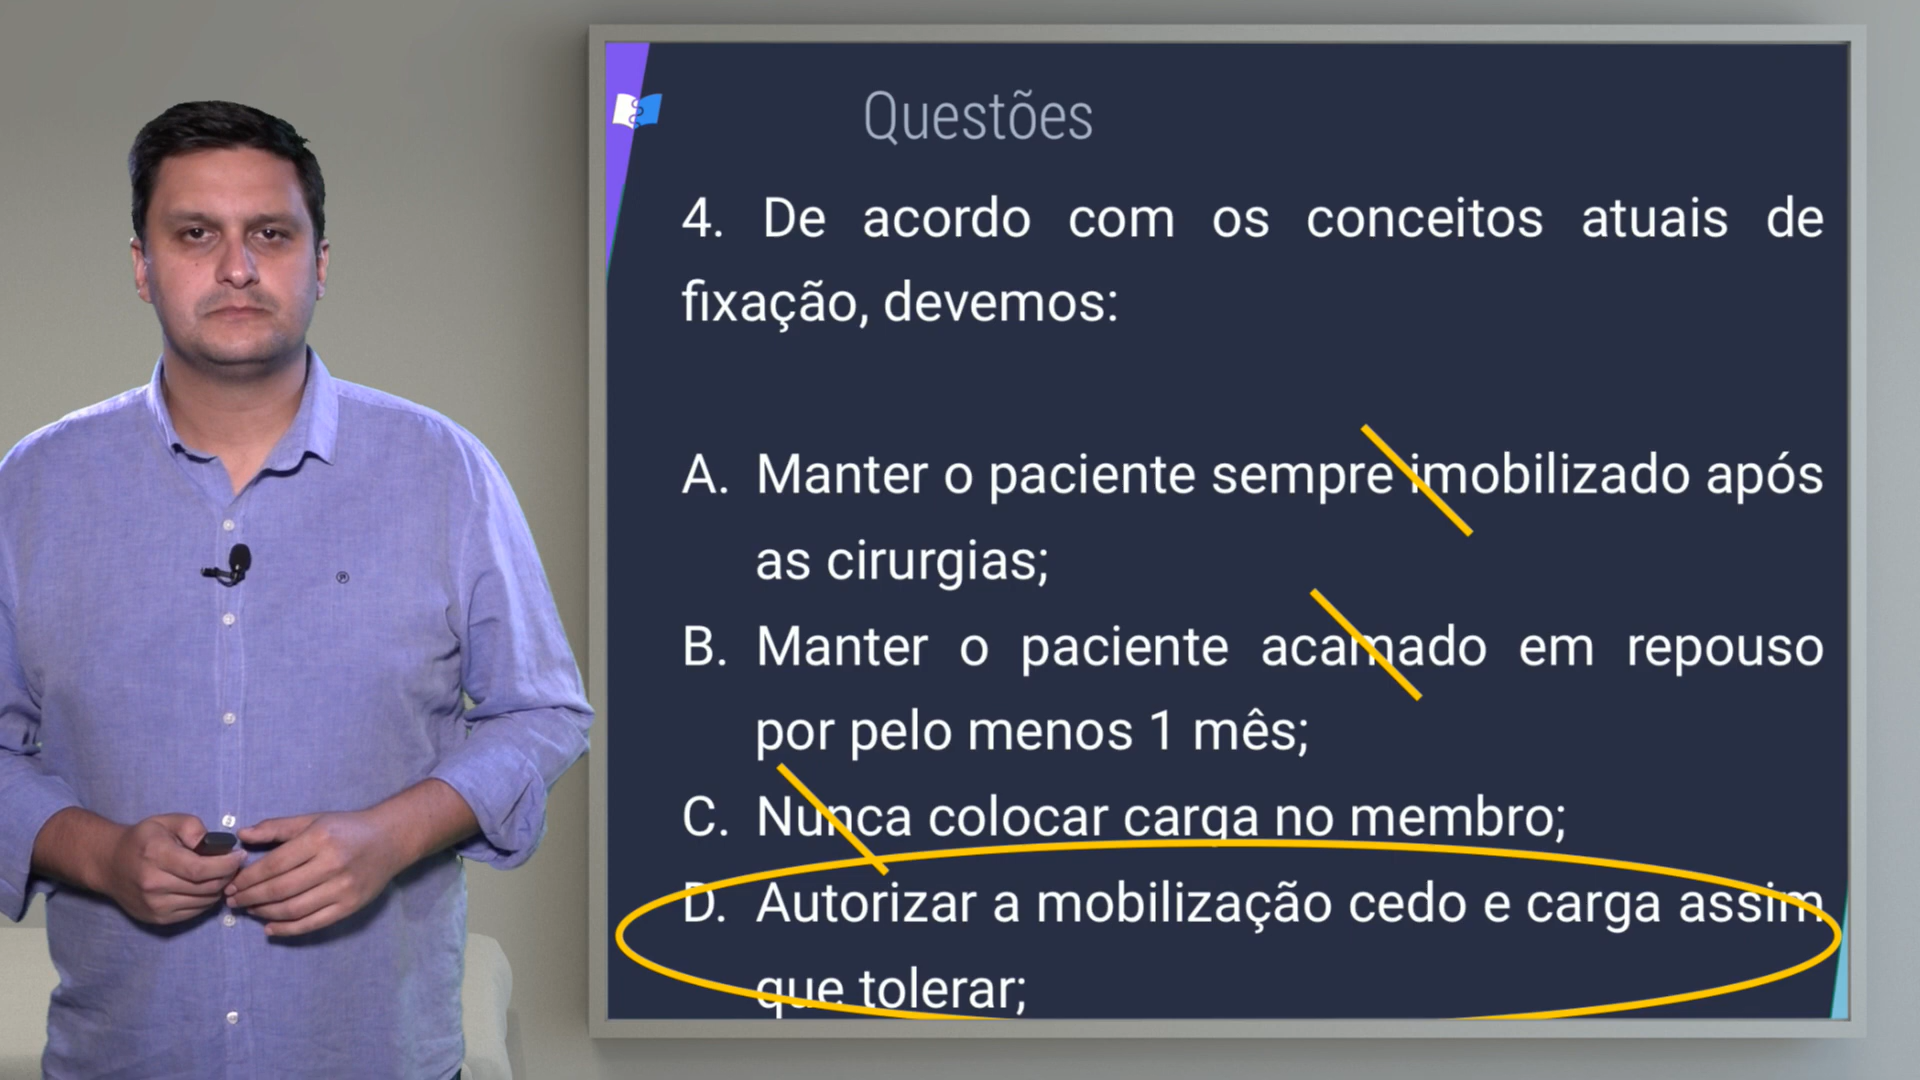 Questões
4. De acordo com os conceitos atuais de
fixação, devemos:
A. Manter o paciente sempre imobilizado após
as cirurgias;
B. Manter o paciente acamado em repouso
por pelo menos 1 mês;
C. Nunca colocar carga no membro;
D. Autorizar a mobilização cedo e carga assim
que tolerar;